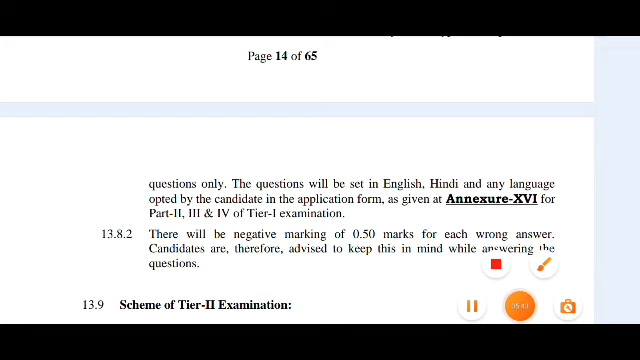 Page 14 of 65
questions only. The questions will be set in English, Hindi and any language
opted by the candidate in the application form, as given at Annexure-XVI for
Part-II, III & IV of Tier-I examination.
13.8.2 There will be negative marking of 0.50 marks for each wrong answer.
Candidates are, therefore, advised to keep this in mind while answering the
questions.
13.9 Scheme of Tier-II Examination:
05:43